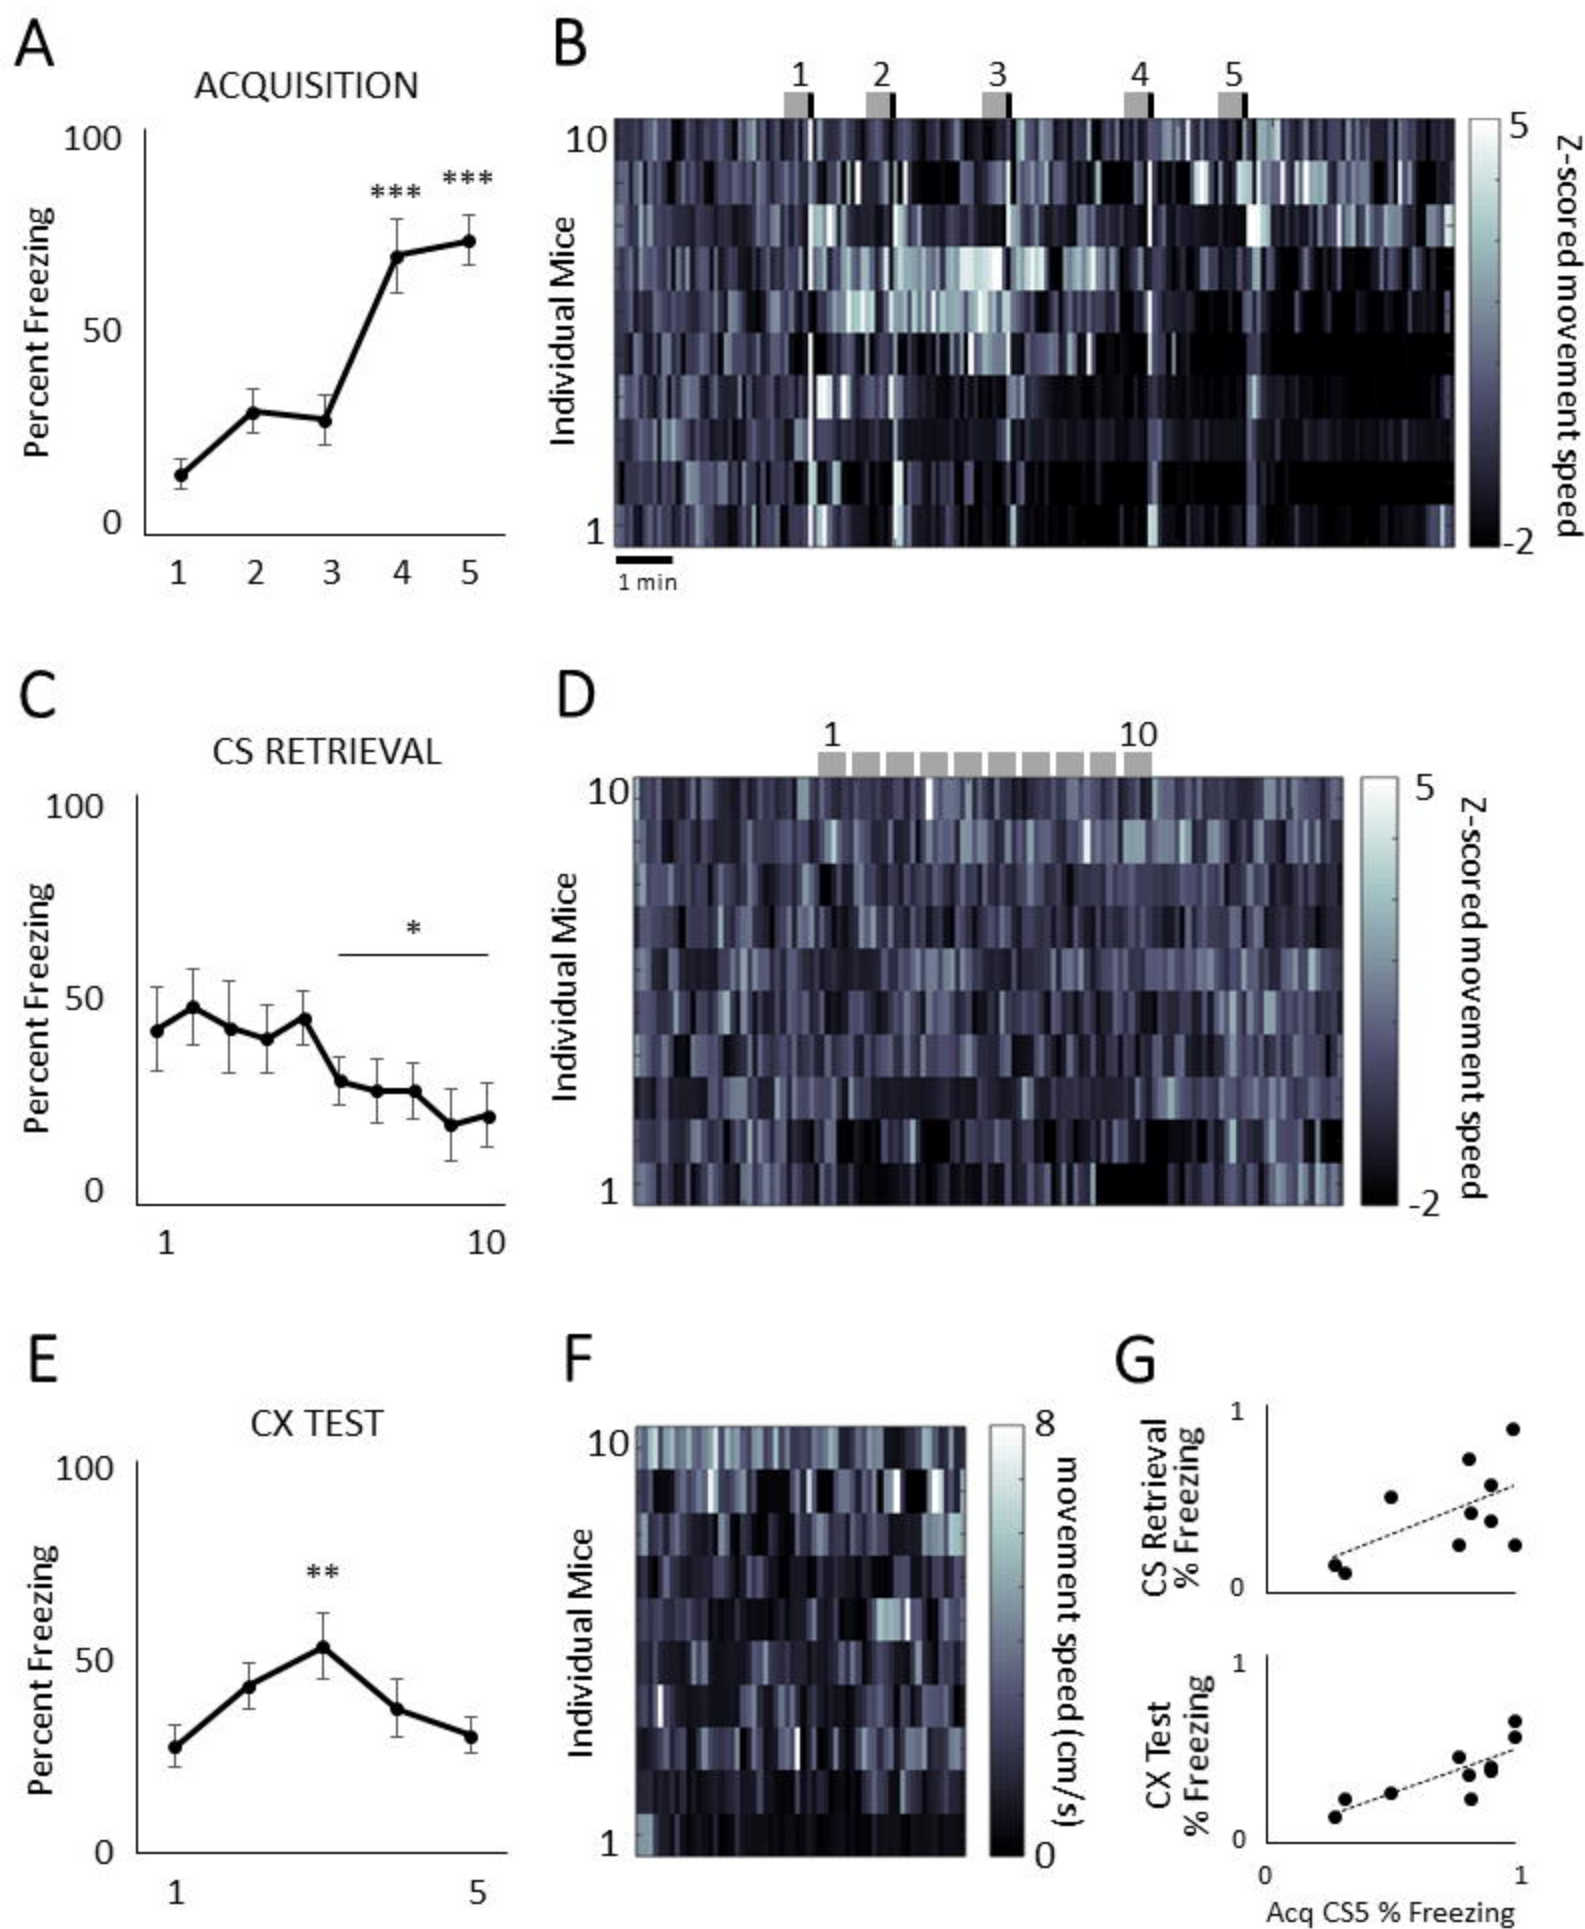 A
ACQUISITION
Percent Freezing
100
50
0
***
***
1 2 3 4 5
B
1 2 3 4 5
Individual Mice
10
1
1 min
5
-2
Z-scored movement speed
C
CS RETRIEVAL
Percent Freezing
100
50
0
*
1 10
D
1 10
Individual Mice
10
1
5
-2
Z-scored movement speed
E
CX TEST
Percent Freezing
100
50
0
**
1 5
F
Individual Mice
10
1
8
0
movement speed (cm/s)
G
CS Retrieval
% Freezing
1
0
CX Test
% Freezing
1
0
0 1
Acq CS5 % Freezing